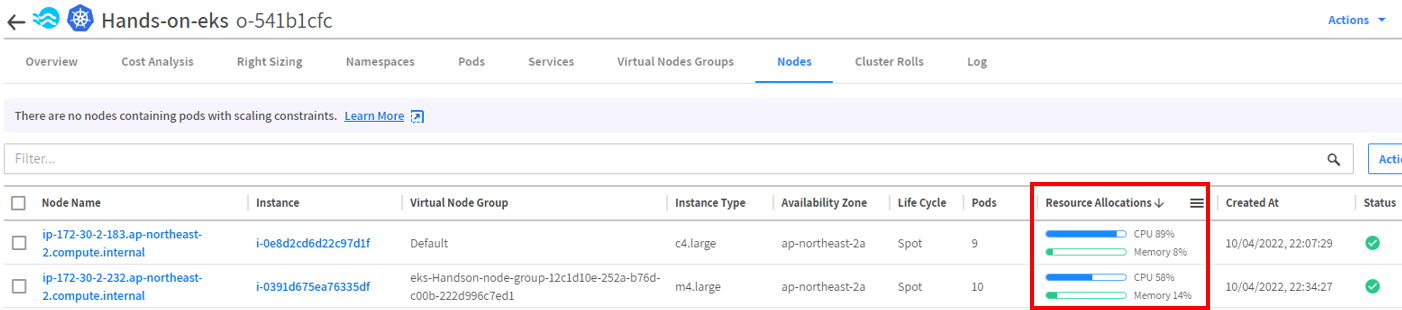 Hands-on-eks o-541b1cfc
Actions
Overview Cost Analysis Right Sizing Namespaces Pods Services Virtual Nodes Groups Nodes Cluster Rolls Log
There are no nodes containing pods with scaling constraints. Learn More
Filter...
Acti
Node Name Instance Virtual Node Group Instance Type Availability Zone Life Cycle Pods Resource Allocations Created At Status
ip-172-30-2-183.ap-northeast-
2.compute.internal
i-0e8d2cd6d22c97d1f
Default
c4.large
ap-northeast-2a
Spot
9
CPU 89%
Memory 8%
10/04/2022, 22:07:29
ip-172-30-2-232.ap-northeast-
2.compute.internal
i-0391d675ea76335df
eks-Handson-node-group-12c1d10e-252a-b76d-
c00b-222d996c7ed1
m4.large
ap-northeast-2a
Spot
10
CPU 58%
Memory 14%
10/04/2022, 22:34:27